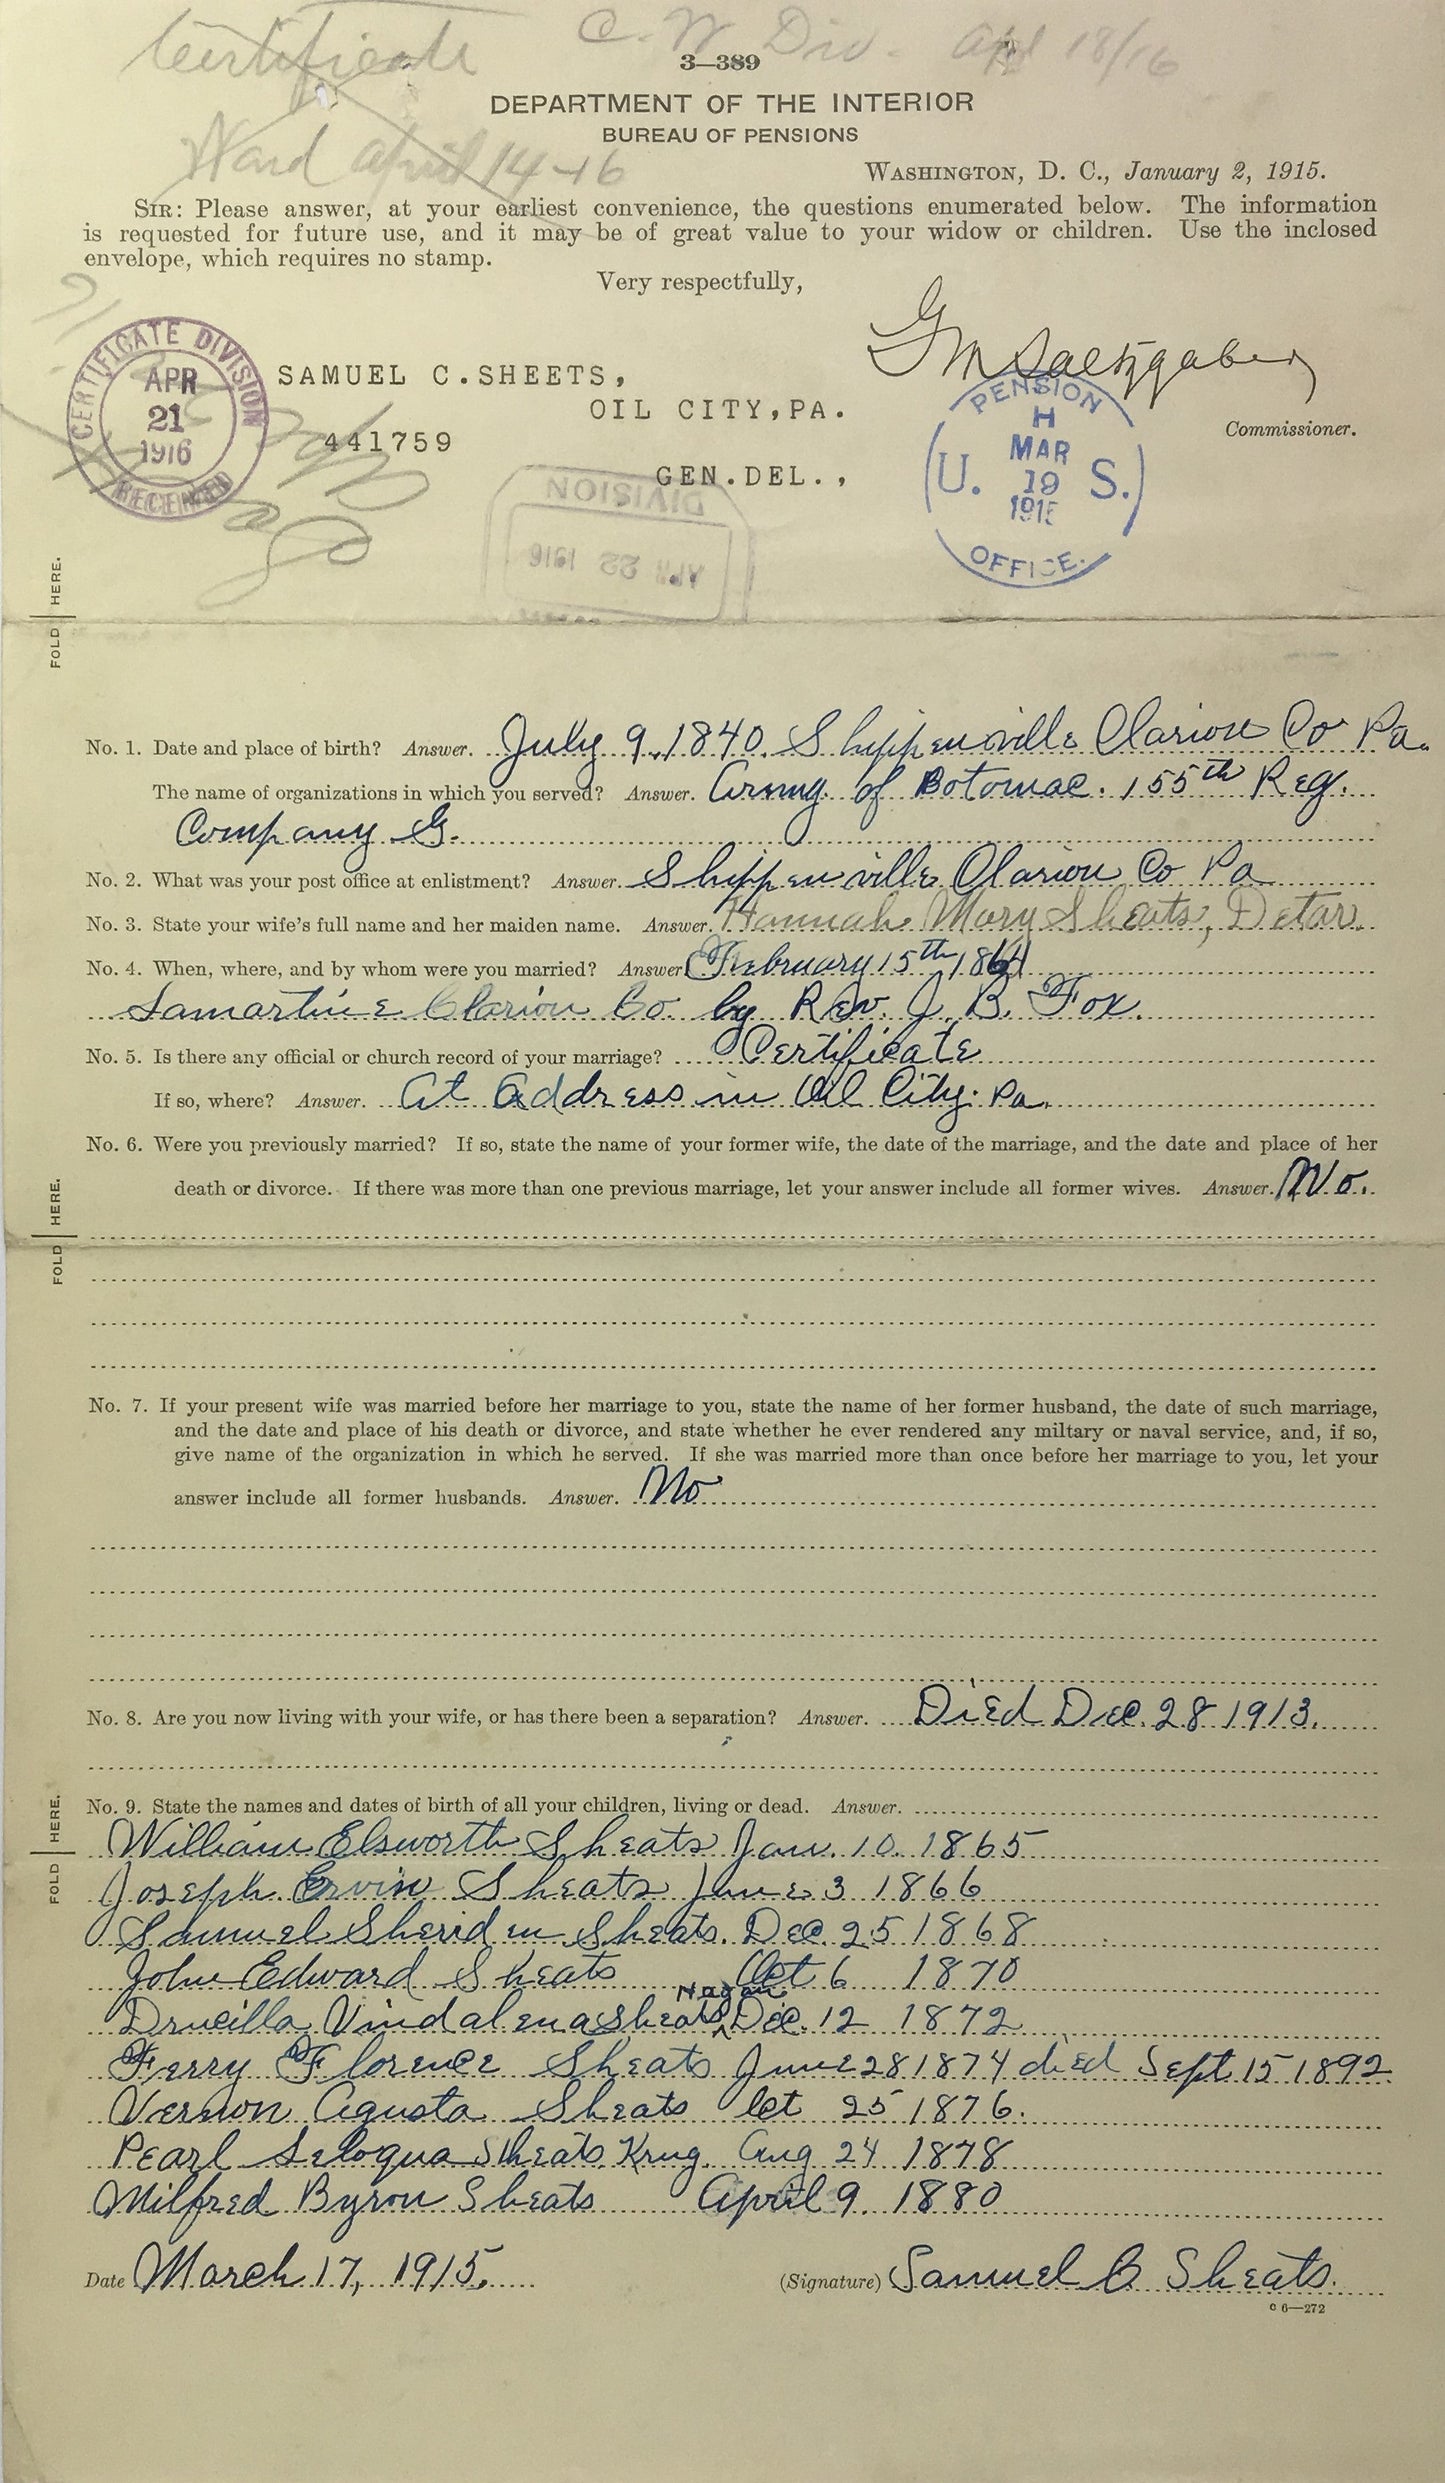 Certificate
C. W Div. Apl 18/16
3—389
DEPARTMENT OF THE INTERIOR
BUREAU OF PENSIONS
Ward April 14-16
WASHINGTON, D. C., January 2, 1915.
SIR: Please answer, at your earliest convenience, the questions enumerated below. The information
is requested for future use, and it may be of great value to your widow or children. Use the inclosed
envelope, which requires no stamp.
Very respectfully,
G M Saltzgaber
Commissioner.
CERTIFICATE DIVISION
APR
21
1916
RECEIVED
SAMUEL C.SHEETS,
OIL CITY,PA.
441759
GEN.DEL.,
PENSION
H
MAR
U. 19 S.
1915
OFFICE.
DIVISION
APR 22 1916
FOLD HERE.
No. 1. Date and place of birth? Answer. July 9, 1840. Shippenville Clarion Co Pa.
The name of organizations in which you served? Answer. Army of Potomac. 155th Reg.
Company G.
No. 2. What was your post office at enlistment? Answer. Shippenville Clarion Co Pa
No. 3. State your wife's full name and her maiden name. Answer. Hannah Mary Sheats, Detar.
No. 4. When, where, and by whom were you married? Answer. February 15th, 1864
Lamartine Clarion Co by Rev. J. B. Fox.
No. 5. Is there any official or church record of your marriage? Certificate
If so, where? Answer. At Address in Oil City. Pa.
No. 6. Were you previously married? If so, state the name of your former wife, the date of the marriage, and the date and place of her
death or divorce. If there was more than one previous marriage, let your answer include all former wives. Answer. No.
FOLD HERE.
No. 7. If your present wife was married before her marriage to you, state the name of her former husband, the date of such marriage,
and the date and place of his death or divorce, and state whether he ever rendered any miltary or naval service, and, if so,
give name of the organization in which he served. If she was married more than once before her marriage to you, let your
answer include all former husbands. Answer. No
No. 8. Are you now living with your wife, or has there been a separation? Answer. Died Dec. 28 1913.
No. 9. State the names and dates of birth of all your children, living or dead. Answer.
FOLD HERE.
William Elsworth Sheats Jan. 10. 1865
Joseph Ervin Sheats June 3 1866
Samuel Sheriden Sheats. Dec. 25 1868
John Edward Sheats Oct 6 1870
Nagan
Drucilla Vindalena Sheats Dec. 12 1872
Ferry Florence Sheats June 28 1874 died Sept. 15 1892.
Vernon Agusta Sheats Oct 25 1876.
Pearl Seloqua Sheats Krug. Aug 24 1878
Milfred Byron Sheats April 9. 1880
Date March 17, 1915.
(Signature) Samuel C Sheats.
c 6—272